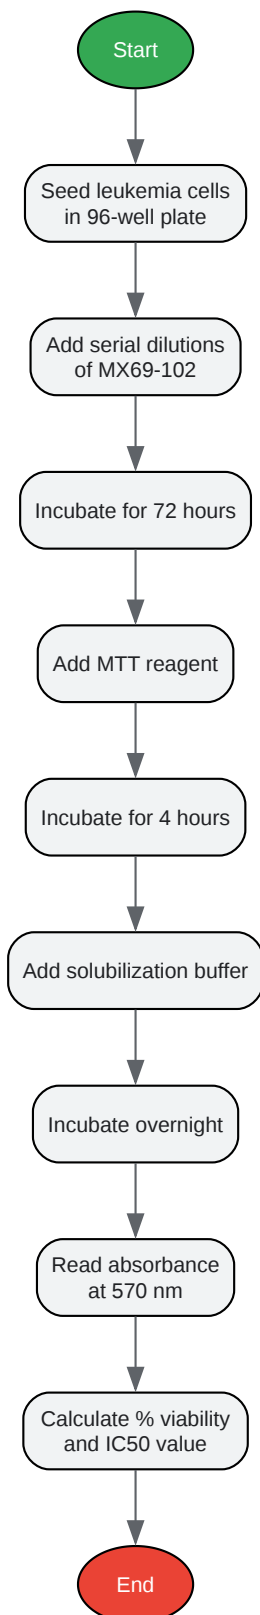 Start
Seed leukemia cells
in 96-well plate
Add serial dilutions
of MX69-102
Incubate for 72 hours
Add MTT reagent
Incubate for 4 hours
Add solubilization buffer
Incubate overnight
Read absorbance
at 570 nm
Calculate % viability
and IC50 value
End